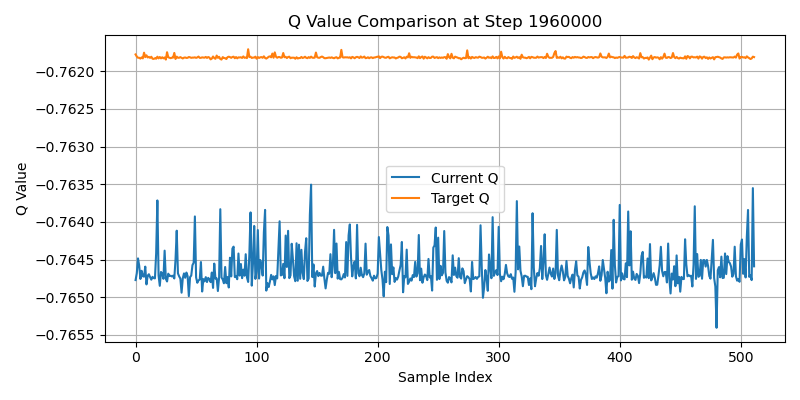 Q Value Comparison at Step 1960000
Q Value
−0.7620
−0.7625
−0.7630
−0.7635
−0.7640
−0.7645
−0.7650
−0.7655
Current Q
Target Q
0 100 200 300 400 500
Sample Index